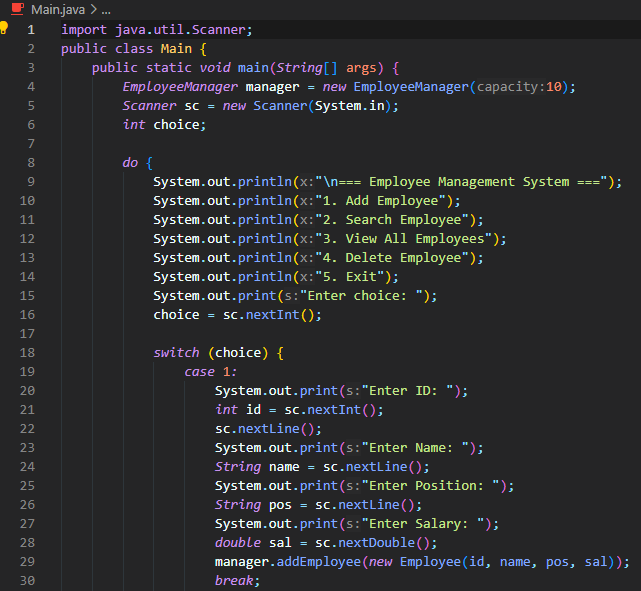 Main.java > ...
1 import java.util.Scanner;
2 public class Main {
3     public static void main(String[] args) {
4         EmployeeManager manager = new EmployeeManager(capacity:10);
5         Scanner sc = new Scanner(System.in);
6         int choice;
7
8         do {
9             System.out.println(x:"\n=== Employee Management System ===");
10             System.out.println(x:"1. Add Employee");
11             System.out.println(x:"2. Search Employee");
12             System.out.println(x:"3. View All Employees");
13             System.out.println(x:"4. Delete Employee");
14             System.out.println(x:"5. Exit");
15             System.out.print(s:"Enter choice: ");
16             choice = sc.nextInt();
17
18             switch (choice) {
19                 case 1:
20                     System.out.print(s:"Enter ID: ");
21                     int id = sc.nextInt();
22                     sc.nextLine();
23                     System.out.print(s:"Enter Name: ");
24                     String name = sc.nextLine();
25                     System.out.print(s:"Enter Position: ");
26                     String pos = sc.nextLine();
27                     System.out.print(s:"Enter Salary: ");
28                     double sal = sc.nextDouble();
29                     manager.addEmployee(new Employee(id, name, pos, sal));
30                     break;